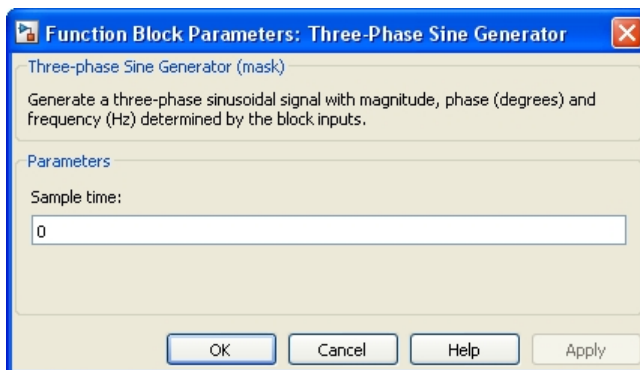 Function Block Parameters: Three-Phase Sine Generator
Three-phase Sine Generator (mask)
Generate a three-phase sinusoidal signal with magnitude, phase (degrees) and
frequency (Hz) determined by the block inputs.
Parameters
Sample time:
0
OK Cancel Help Apply